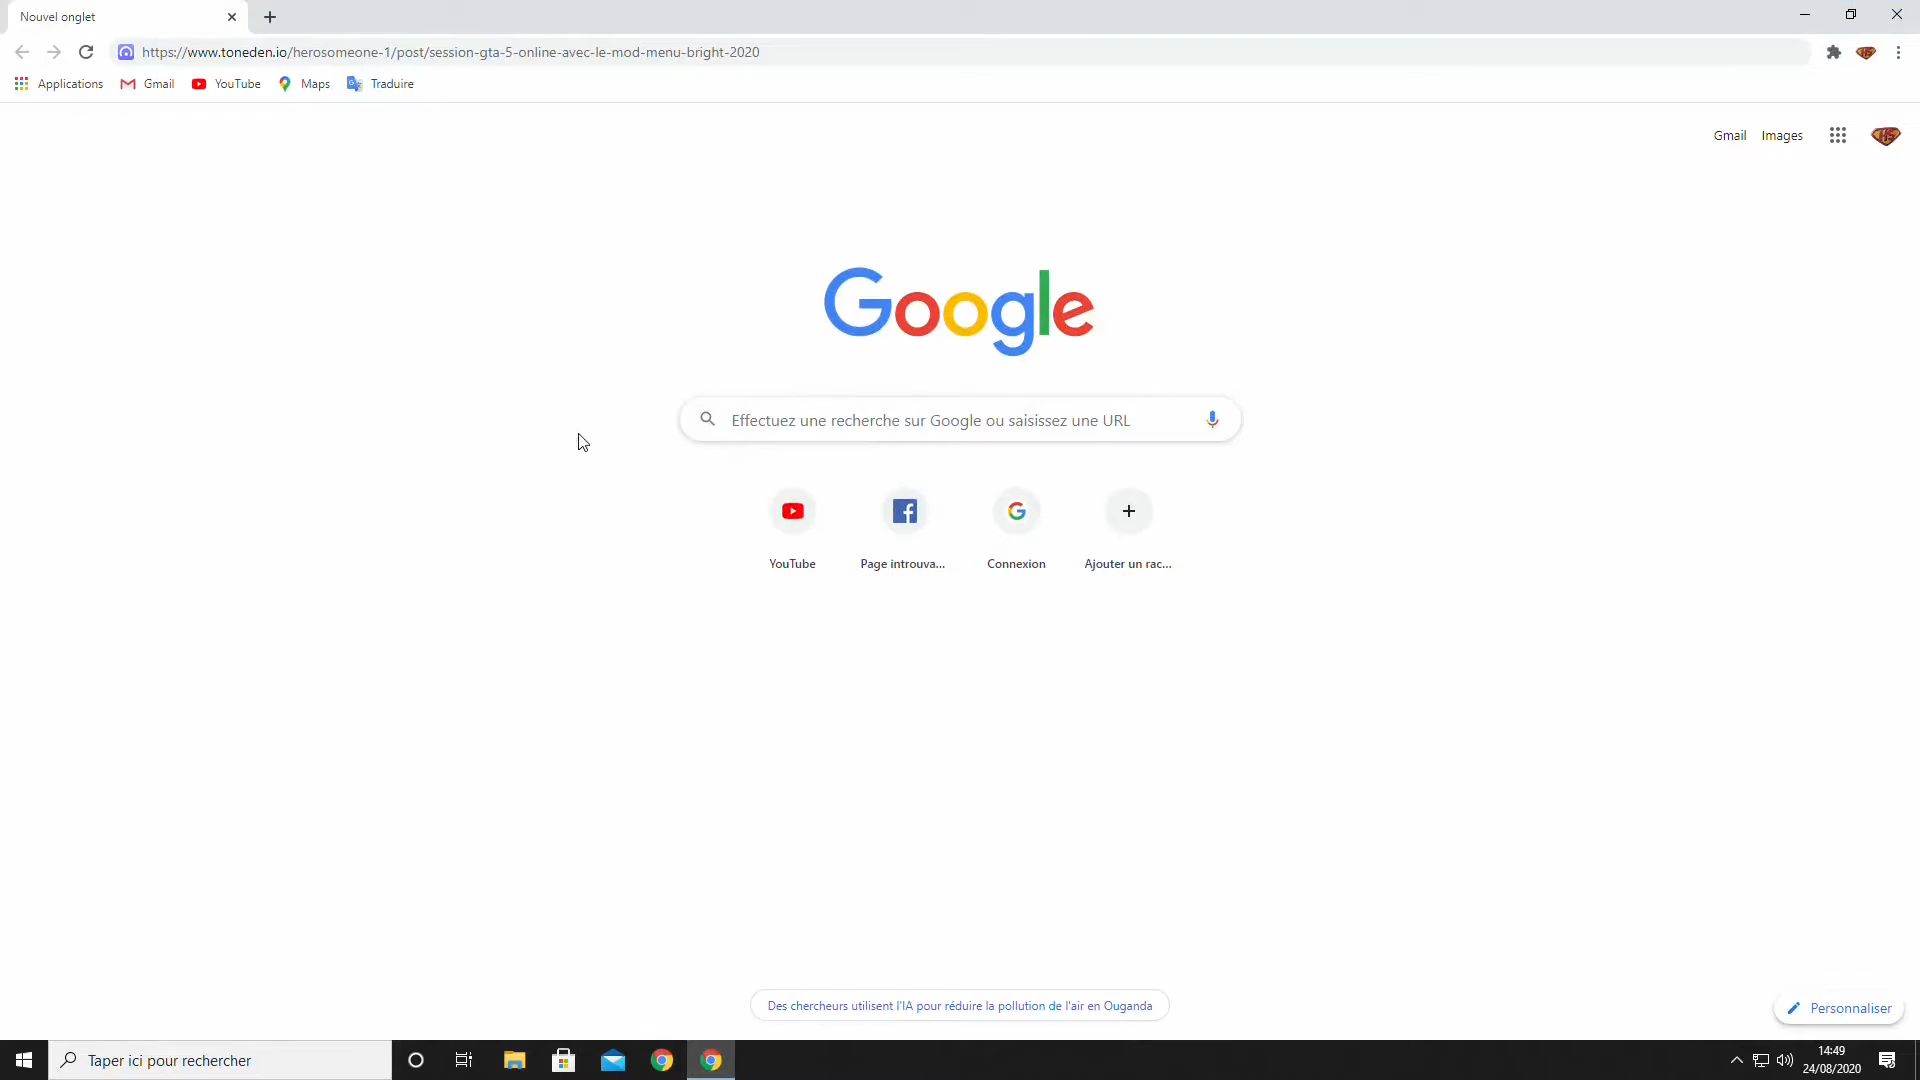 Nouvel onglet
https://www.toneden.io/herosomeone-1/post/session-gta-5-online-avec-le-mod-menu-bright-2020
Applications Gmail YouTube Maps Traduire
Gmail Images
Google
Effectuez une recherche sur Google ou saisissez une URL
YouTube Page introuva... Connexion Ajouter un rac...
Des chercheurs utilisent l'IA pour réduire la pollution de l'air en Ouganda
Personnaliser
Taper ici pour rechercher
14:49
24/08/2020